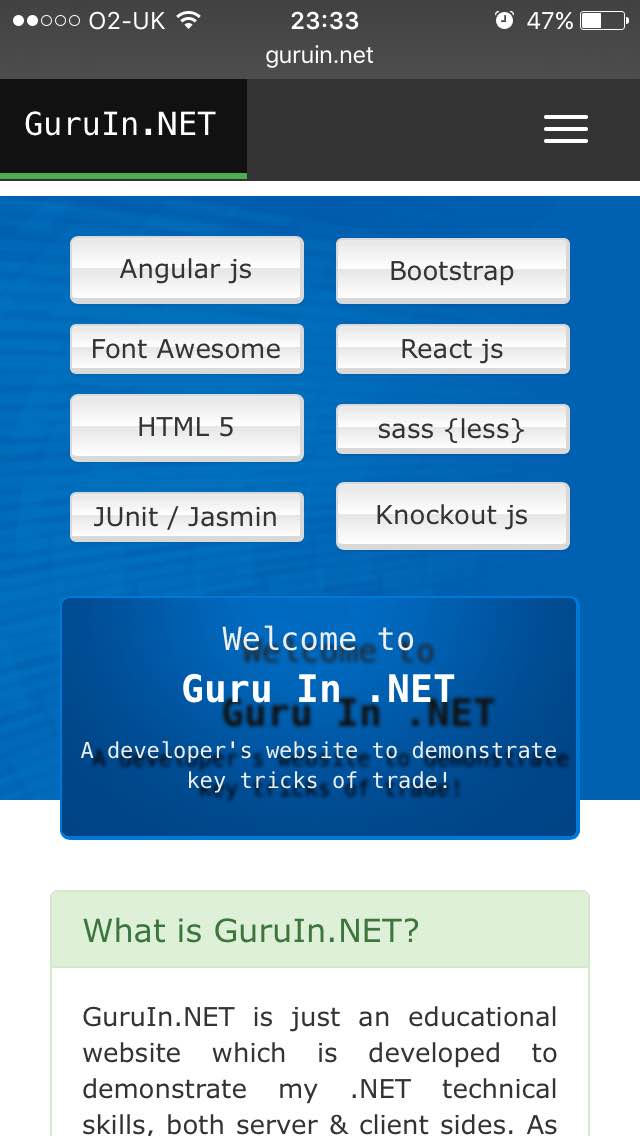 O2-UK 23:33 47%
guruin.net
GuruIn.NET
Angular js Bootstrap
Font Awesome React js
HTML 5 sass {less}
JUnit / Jasmin Knockout js
Welcome to
Guru In .NET
A developer's website to demonstrate
key tricks of trade!
What is GuruIn.NET?
GuruIn.NET is just an educational
website which is developed to
demonstrate my .NET technical
skills, both server & client sides. As